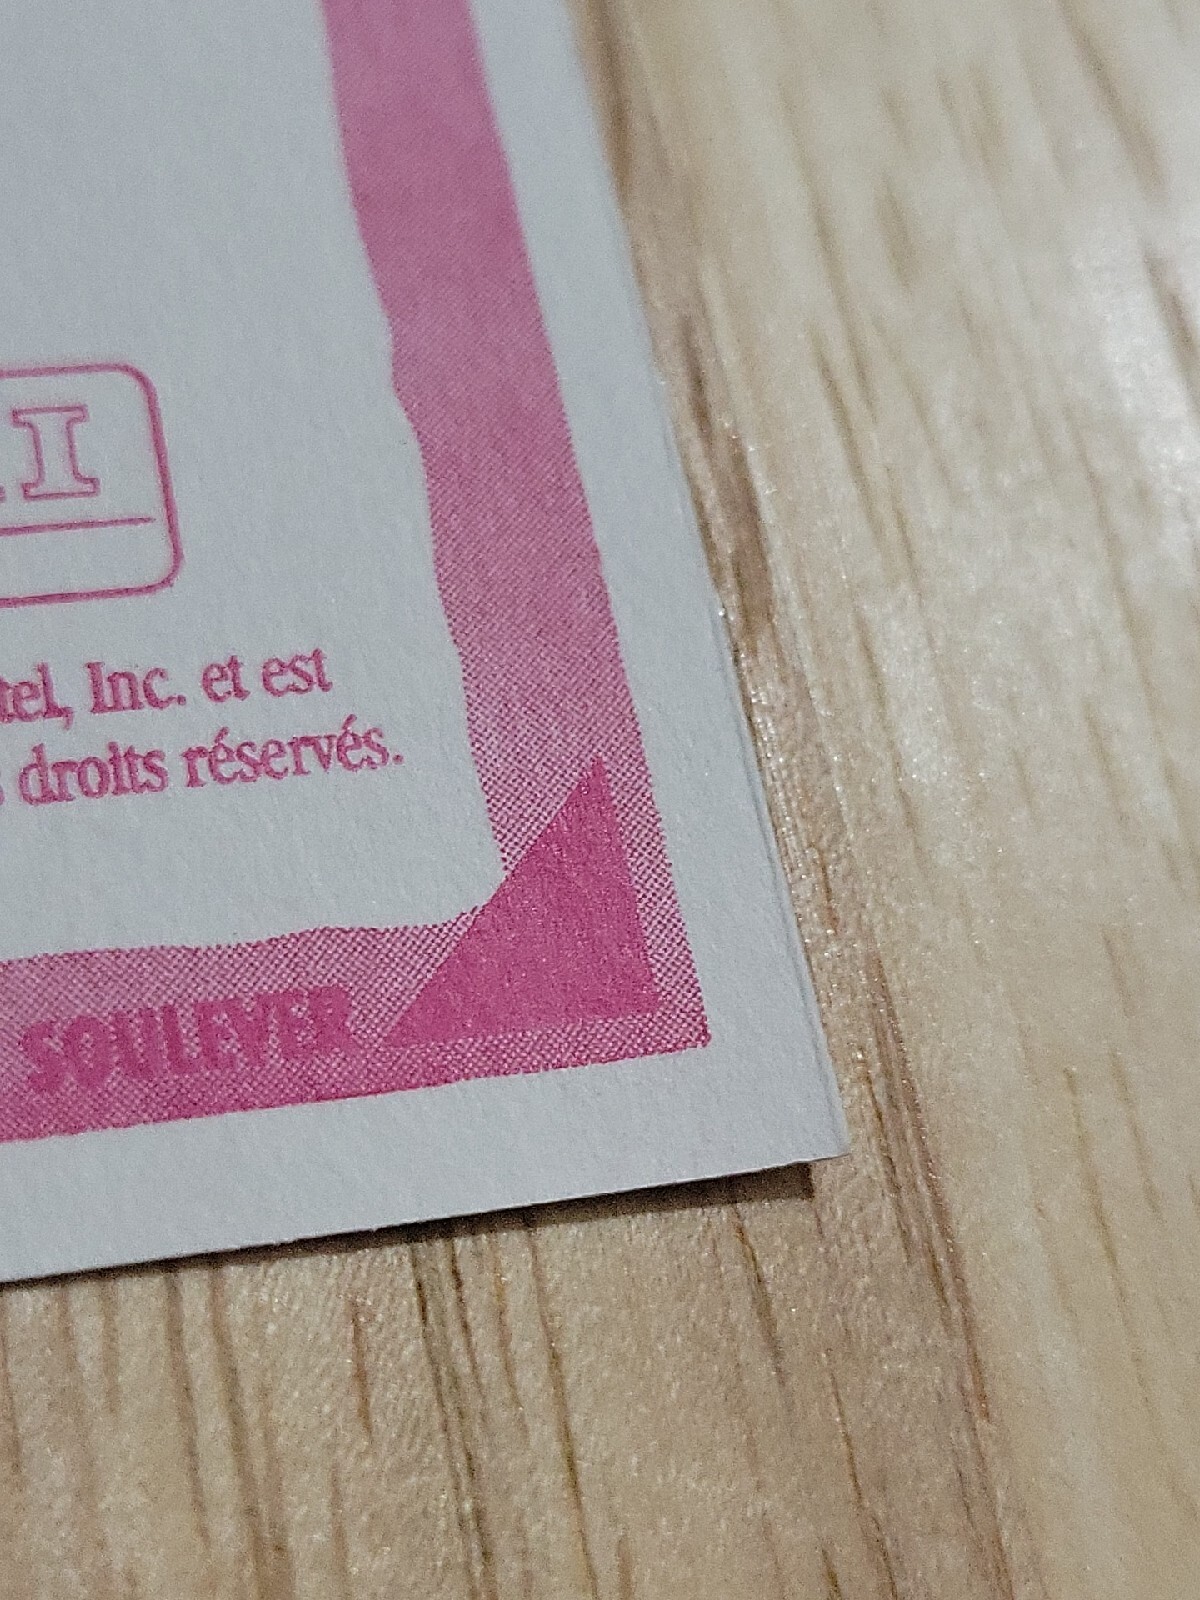 I
tel, Inc. et est
s droits réservés.
SOULEVER